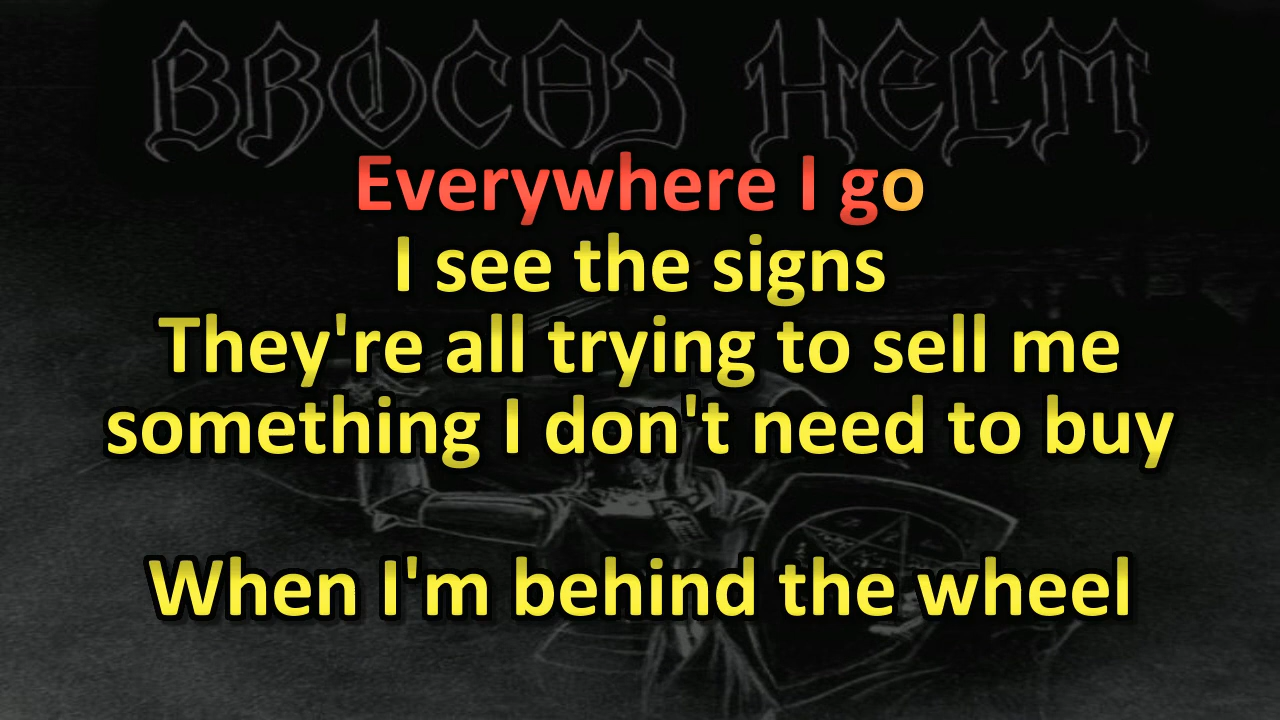 BROCAS HELM
Everywhere I go
I see the signs
They're all trying to sell me
something I don't need to buy
When I'm behind the wheel